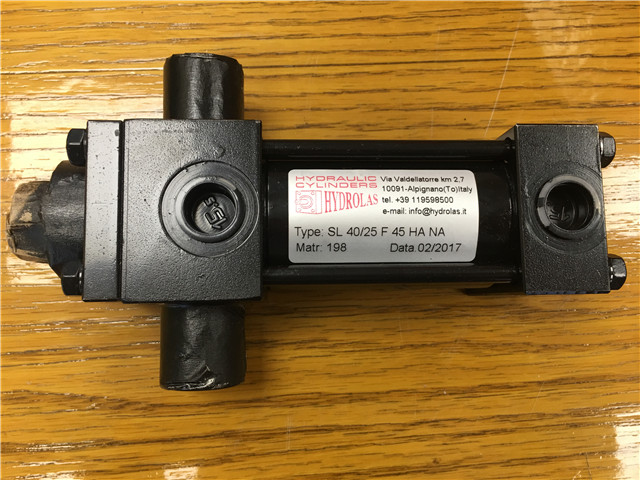 HYDRAULIC
CYLINDERS
HYDROLAS
Via Valdellatorre km 2,7
10091-Alpignano(To)Italy
tel. +39 119598500
e-mail: info@hydrolas.it
Type: SL 40/25 F 45 HA NA
Matr: 198 Data.02/2017